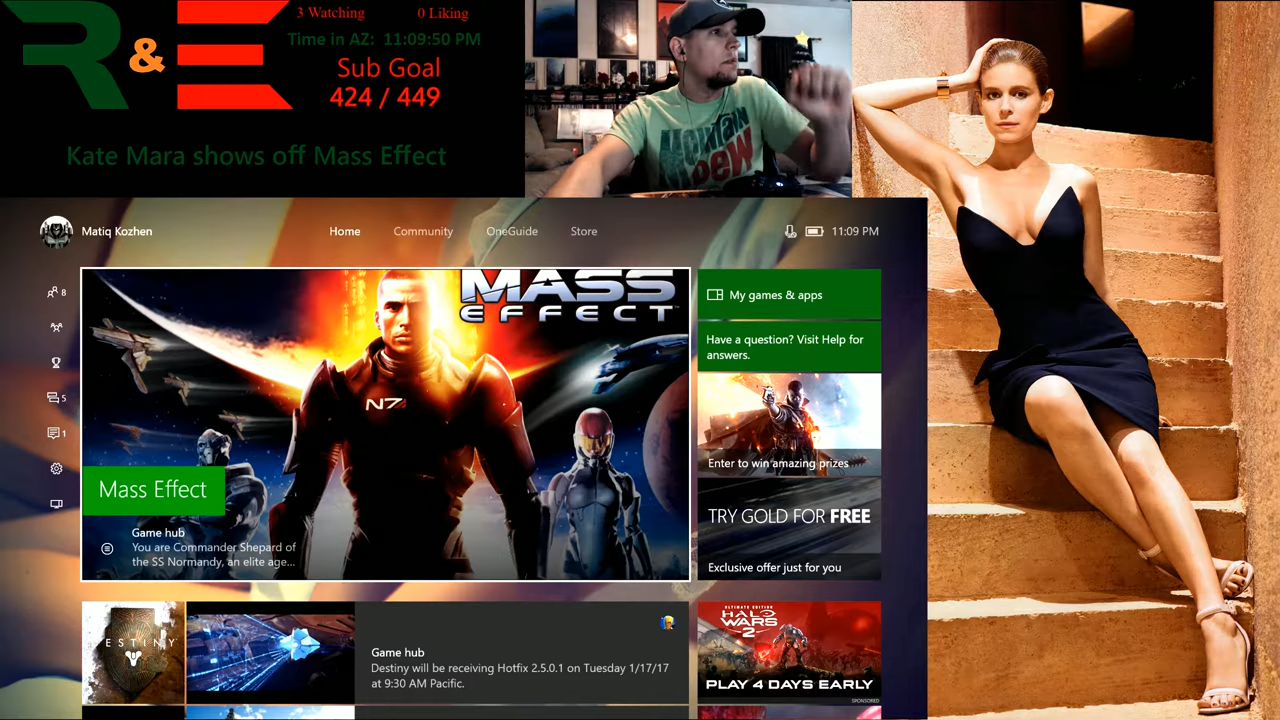 R & E
3 Watching
0 Liking
Time in AZ: 11:09:50 PM
Sub Goal
424 / 449
Kate Mara shows off Mass Effect
Mountain
Dew
Matiq Kozhen
Home
Community
OneGuide
Store
11:09 PM
8
5
1
MASS
EFFECT
N7
Mass Effect
Game hub
You are Commander Shepard of
the SS Normandy, an elite age...
My games & apps
Have a question? Visit Help for
answers.
Enter to win amazing prizes
TRY GOLD FOR FREE
Exclusive offer just for you
DESTINY
Game hub
Destiny will be receiving Hotfix 2.5.0.1 on Tuesday 1/17/17
at 9:30 AM Pacific.
ULTIMATE EDITION
HALO
WARS
2
PLAY 4 DAYS EARLY
SPONSORED